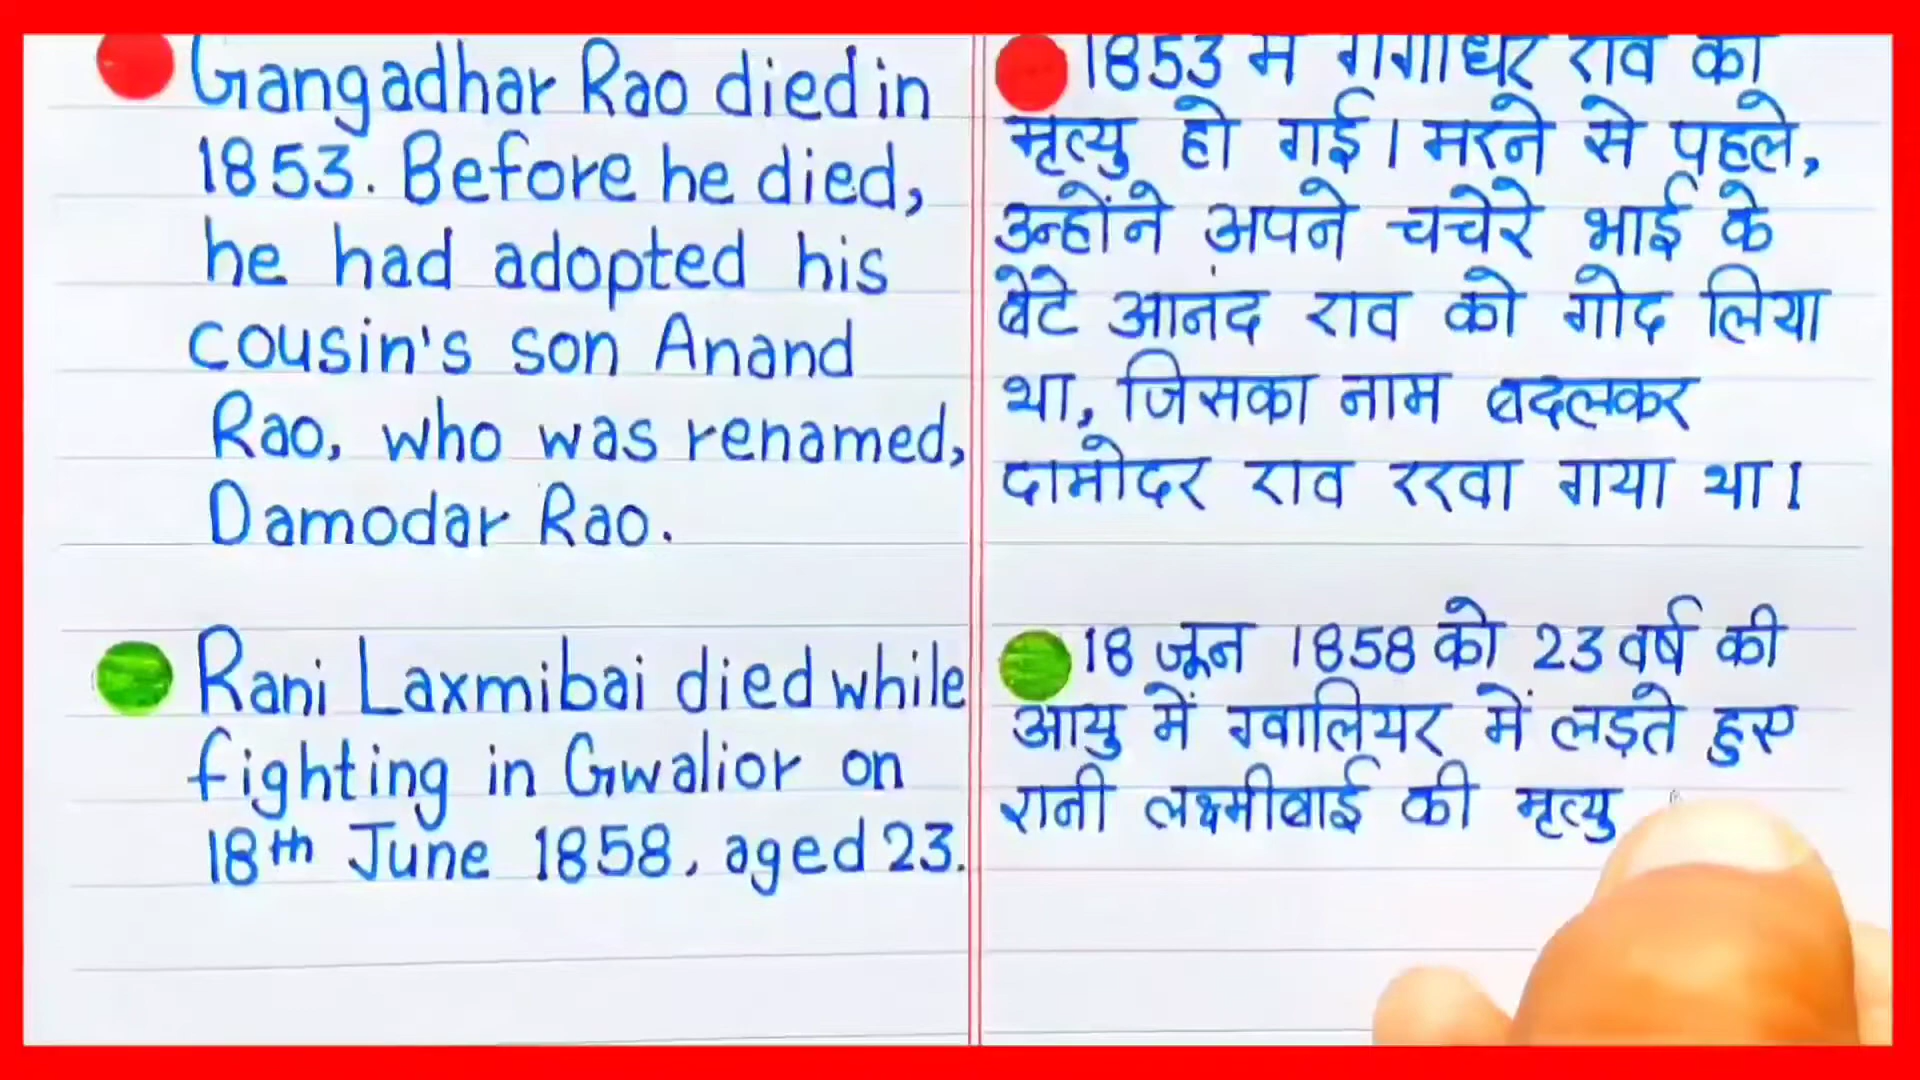 Gangadhar Rao died in
1853. Before he died,
he had adopted his
cousin's son Anand
Rao, who was renamed,
Damodar Rao.
Rani Laxmibai died while
fighting in Gwalior on
18th June 1858, aged 23.
1853 में गंगाधर राव की
मृत्यु हो गई। मरने से पहले,
उन्होंने अपने चचेरे भाई के
बेटे आनंद राव को गोद लिया
था, जिसका नाम बदलकर
दामोदर राव रखा गया था।
18 जून 1858 को 23 वर्ष की
आयु में ग्वालियर में लड़ते हुए
रानी लक्ष्मीबाई की मृत्यु